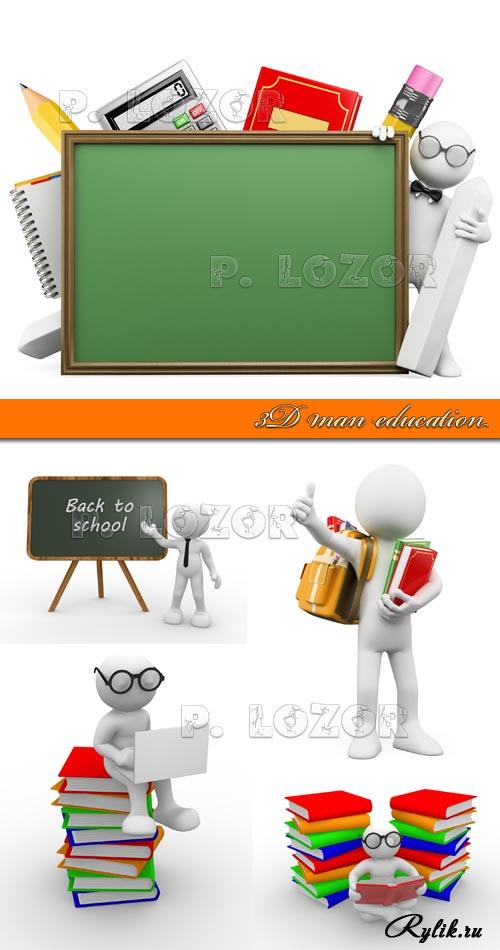 P. LOZOR
P. LOZOR
3D man education
Back to
school
P. LOZOR
P. LOZOR
Rylik.ru